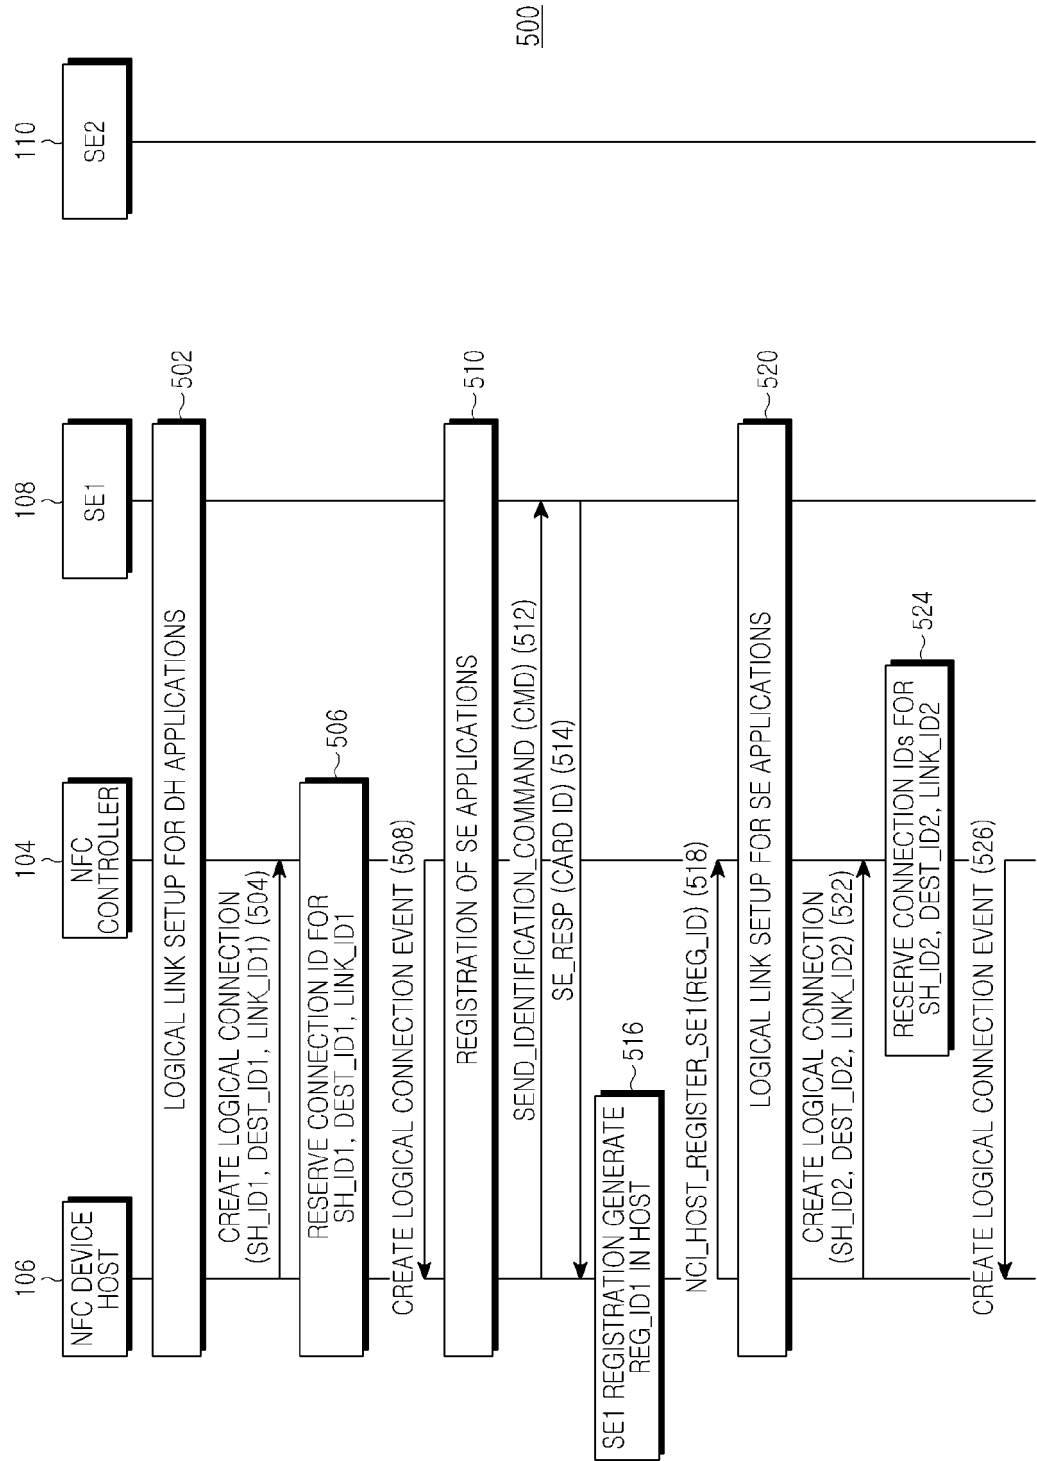 500
106
NFC DEVICE
HOST
104
NFC
CONTROLLER
108
SE1
110
SE2
LOGICAL LINK SETUP FOR DH APPLICATIONS
502
CREATE LOGICAL CONNECTION
(SH_ID1, DEST_ID1, LINK_ID1) (504)
RESERVE CONNECTION ID FOR
SH_ID1, DEST_ID1, LINK_ID1
506
CREATE LOGICAL CONNECTION EVENT (508)
REGISTRATION OF SE APPLICATIONS
510
SEND_IDENTIFICATION_COMMAND (CMD) (512)
SE_RESP (CARD ID) (514)
SE1 REGISTRATION GENERATE
REG_ID1 IN HOST
516
NCI_HOST_REGISTER_SE1(REG_ID) (518)
LOGICAL LINK SETUP FOR SE APPLICATIONS
520
CREATE LOGICAL CONNECTION
(SH_ID2, DEST_ID2, LINK_ID2) (522)
RESERVE CONNECTION IDs FOR
SH_ID2, DEST_ID2, LINK_ID2
524
CREATE LOGICAL CONNECTION EVENT (526)